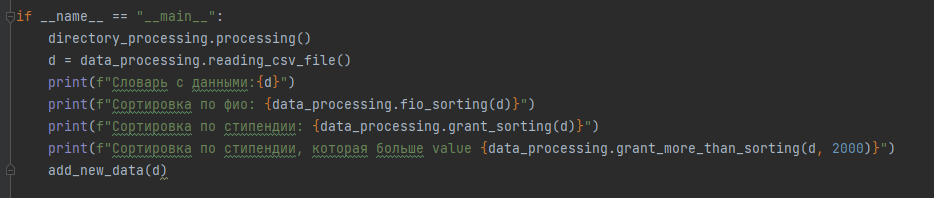 if __name__ == "__main__":
    directory_processing.processing()
    d = data_processing.reading_csv_file()
    print(f"Словарь с данными:{d}")
    print(f"Сортировка по фио: {data_processing.fio_sorting(d)}")
    print(f"Сортировка по стипендии: {data_processing.grant_sorting(d)}")
    print(f"Сортировка по стипендии, которая больше value {data_processing.grant_more_than_sorting(d, 2000)}")
    add_new_data(d)